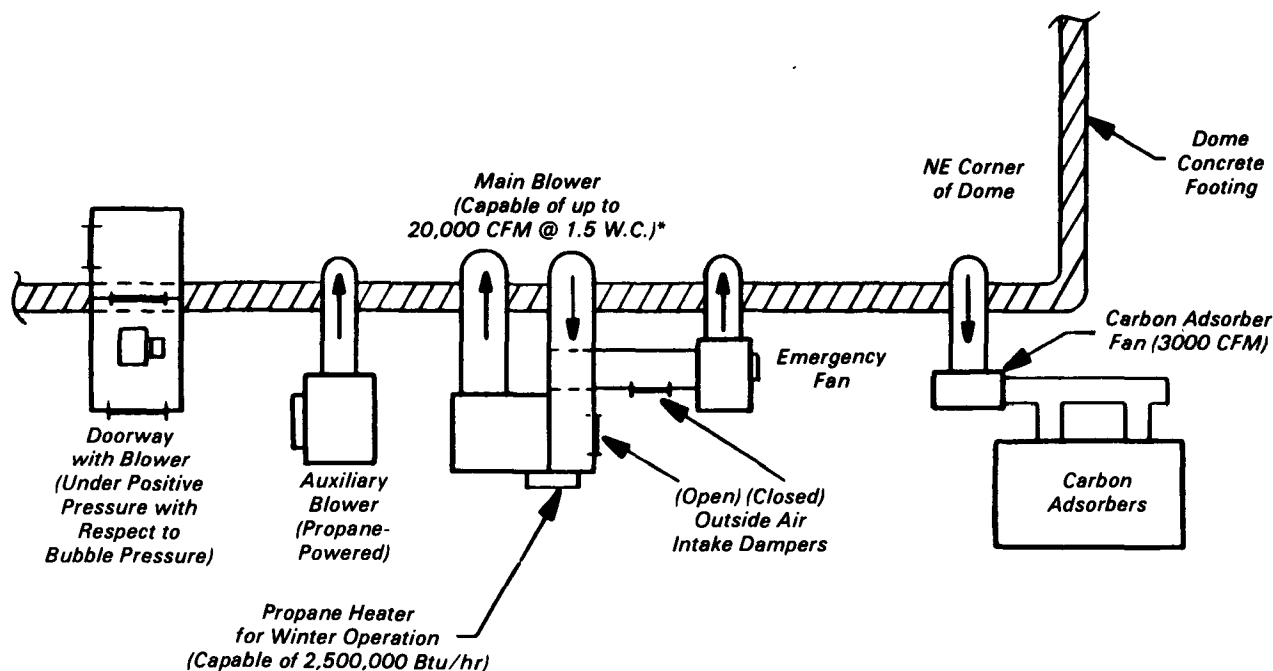 NE Corner
of Dome
Dome
Concrete
Footing
Main Blower
(Capable of up to
20,000 CFM @ 1.5 W.C.)*
Carbon Adsorber
Fan (3000 CFM)
Emergency
Fan
Doorway
with Blower
(Under Positive
Pressure with
Respect to
Bubble Pressure)
Auxiliary
Blower
(Propane-
Powered)
(Open) (Closed)
Outside Air
Intake Dampers
Carbon
Adsorbers
Propane Heater
for Winter Operation
(Capable of 2,500,000 Btu/hr)